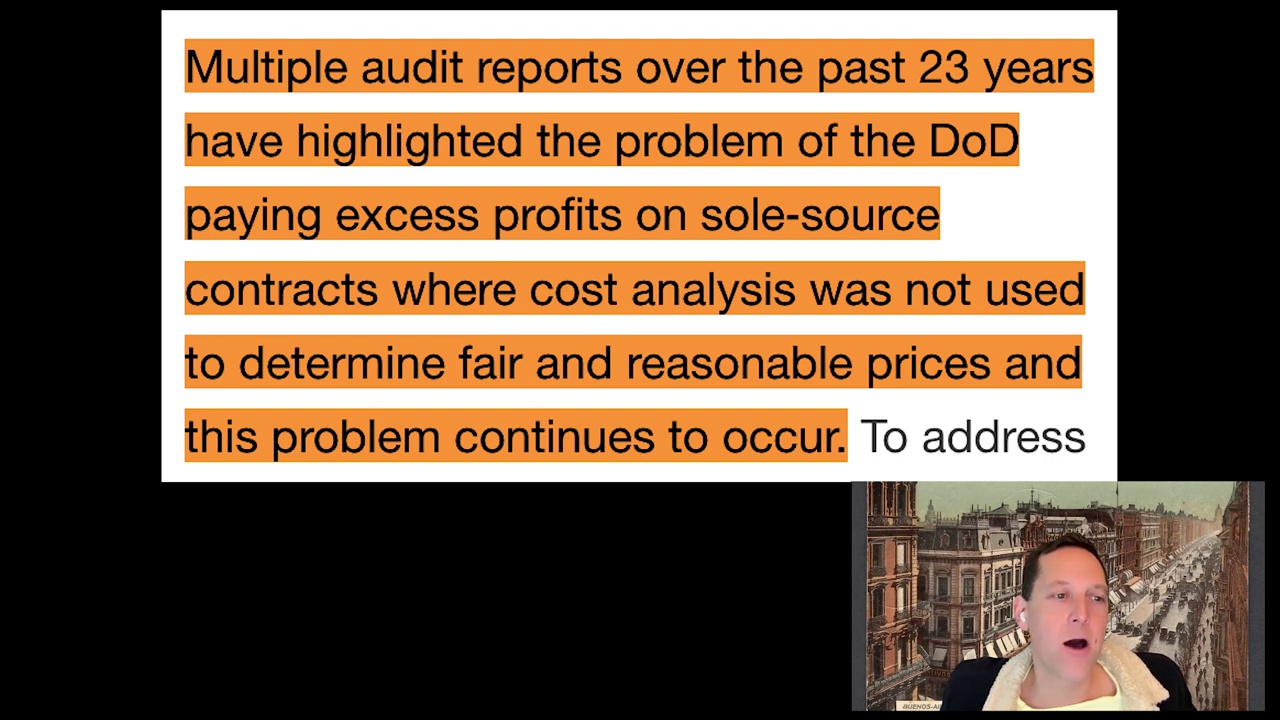 Multiple audit reports over the past 23 years
have highlighted the problem of the DoD
paying excess profits on sole-source
contracts where cost analysis was not used
to determine fair and reasonable prices and
this problem continues to occur. To address